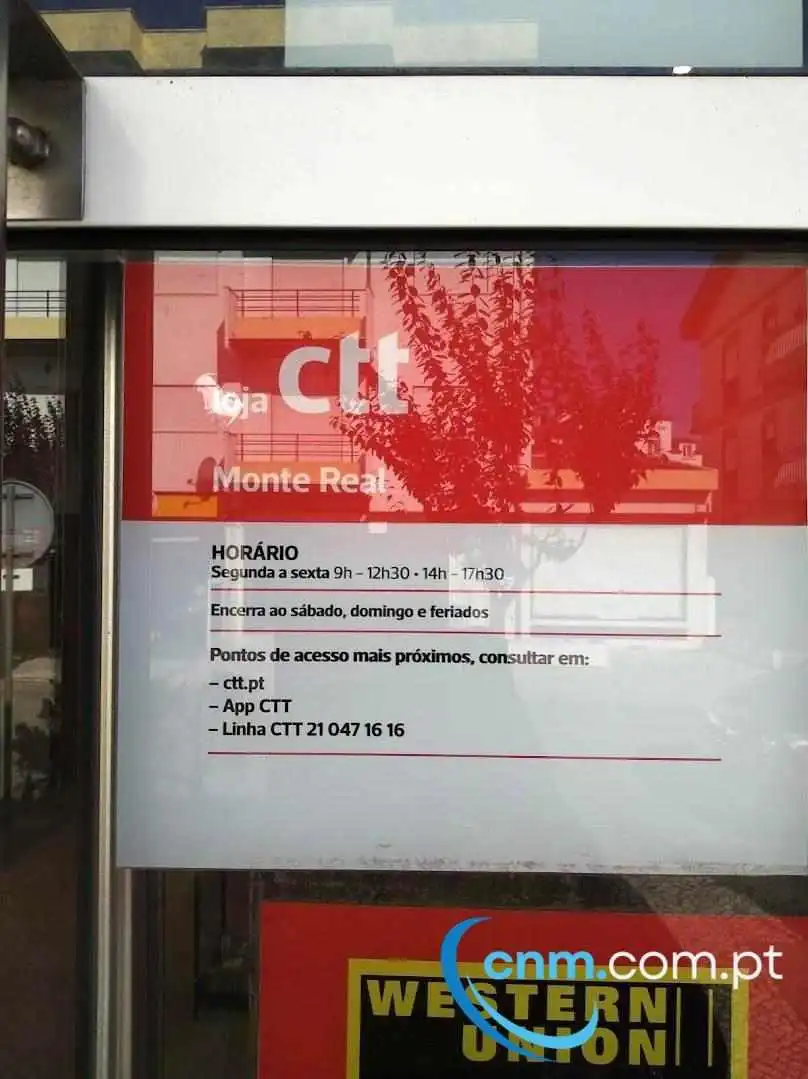 loja ctt
Monte Real
HORÁRIO
Segunda a sexta 9h – 12h30 • 14h – 17h30
Encerra ao sábado, domingo e feriados
Pontos de acesso mais próximos, consultar em:
– ctt.pt
– App CTT
– Linha CTT 21 047 16 16
cnm.com.pt
WESTERN
UNION